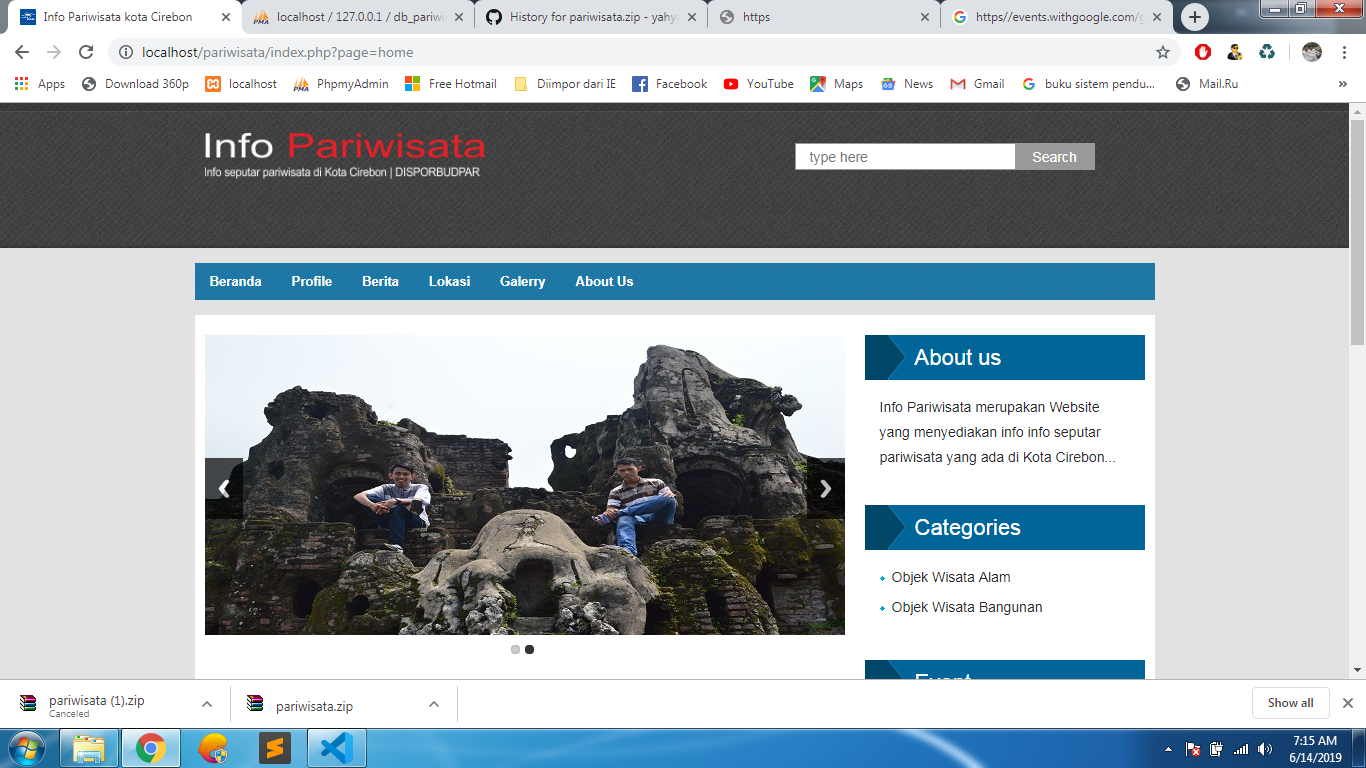 Info Pariwisata kota Cirebon
localhost / 127.0.0.1 / db_pariwi
History for pariwisata.zip - yahy
https
https//events.withgoogle.com/g
localhost/pariwisata/index.php?page=home
Apps
Download 360p
localhost
PhpmyAdmin
Free Hotmail
Diimpor dari IE
Facebook
YouTube
Maps
News
Gmail
buku sistem pendu...
Mail.Ru
»
Info Pariwisata
Info seputar pariwisata di Kota Cirebon | DISPORBUDPAR
type here
Search
Beranda
Profile
Berita
Lokasi
Galerry
About Us
About us
Info Pariwisata merupakan Website
yang menyediakan info info seputar
pariwisata yang ada di Kota Cirebon...
Categories
Objek Wisata Alam
Objek Wisata Bangunan
Event
pariwisata (1).zip
Canceled
pariwisata.zip
Show all
7:15 AM
6/14/2019